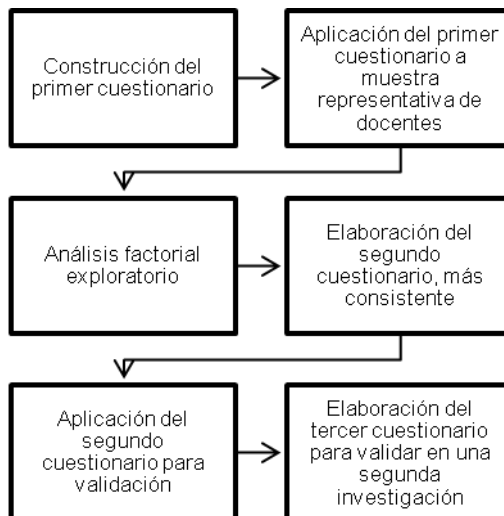 Construcción del
primer cuestionario
Aplicación del primer
cuestionario a
muestra
representativa de
docentes
Análisis factorial
exploratorio
Elaboración del
segundo
cuestionario, más
consistente
Aplicación del
segundo
cuestionario para
validación
Elaboración del
tercer cuestionario
para validar en una
segunda
investigación